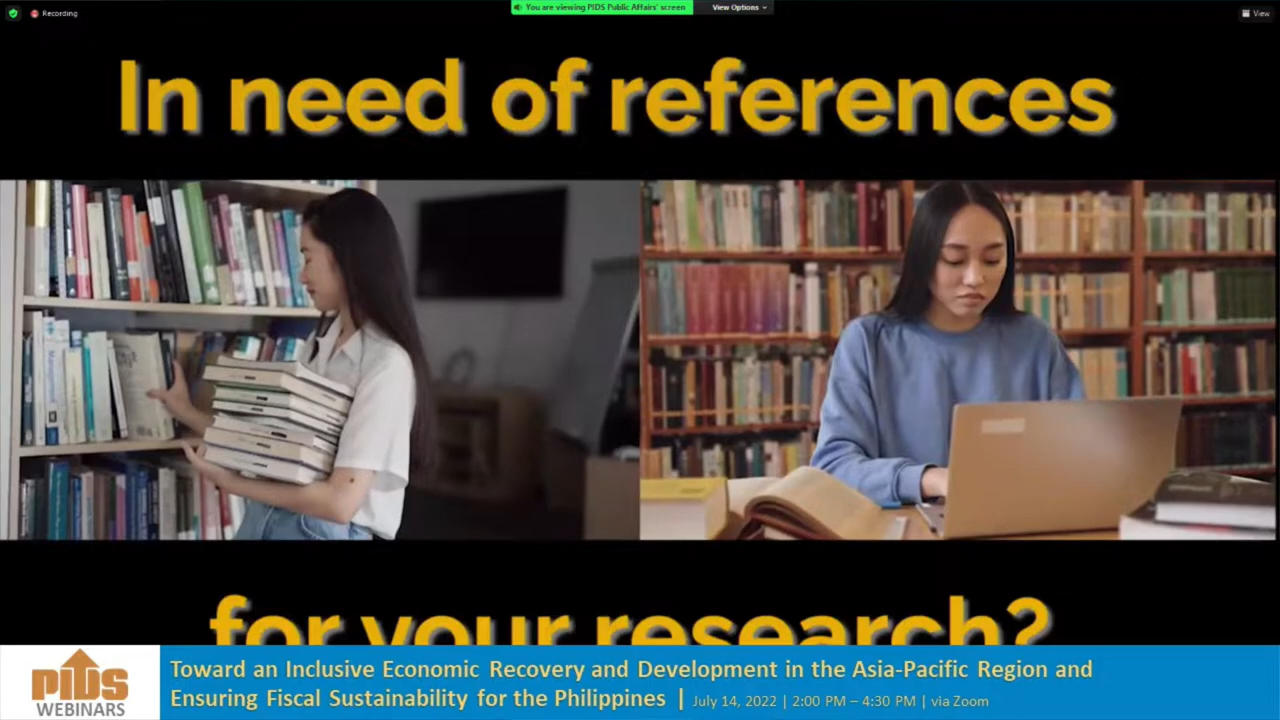 Recording
You are viewing PIDS Public Affairs' screen
View Options
View
In need of references
for your research?
PIDS
WEBINARS
Toward an Inclusive Economic Recovery and Development in the Asia-Pacific Region and
Ensuring Fiscal Sustainability for the Philippines | July 14, 2022 | 2:00 PM – 4:30 PM | via Zoom